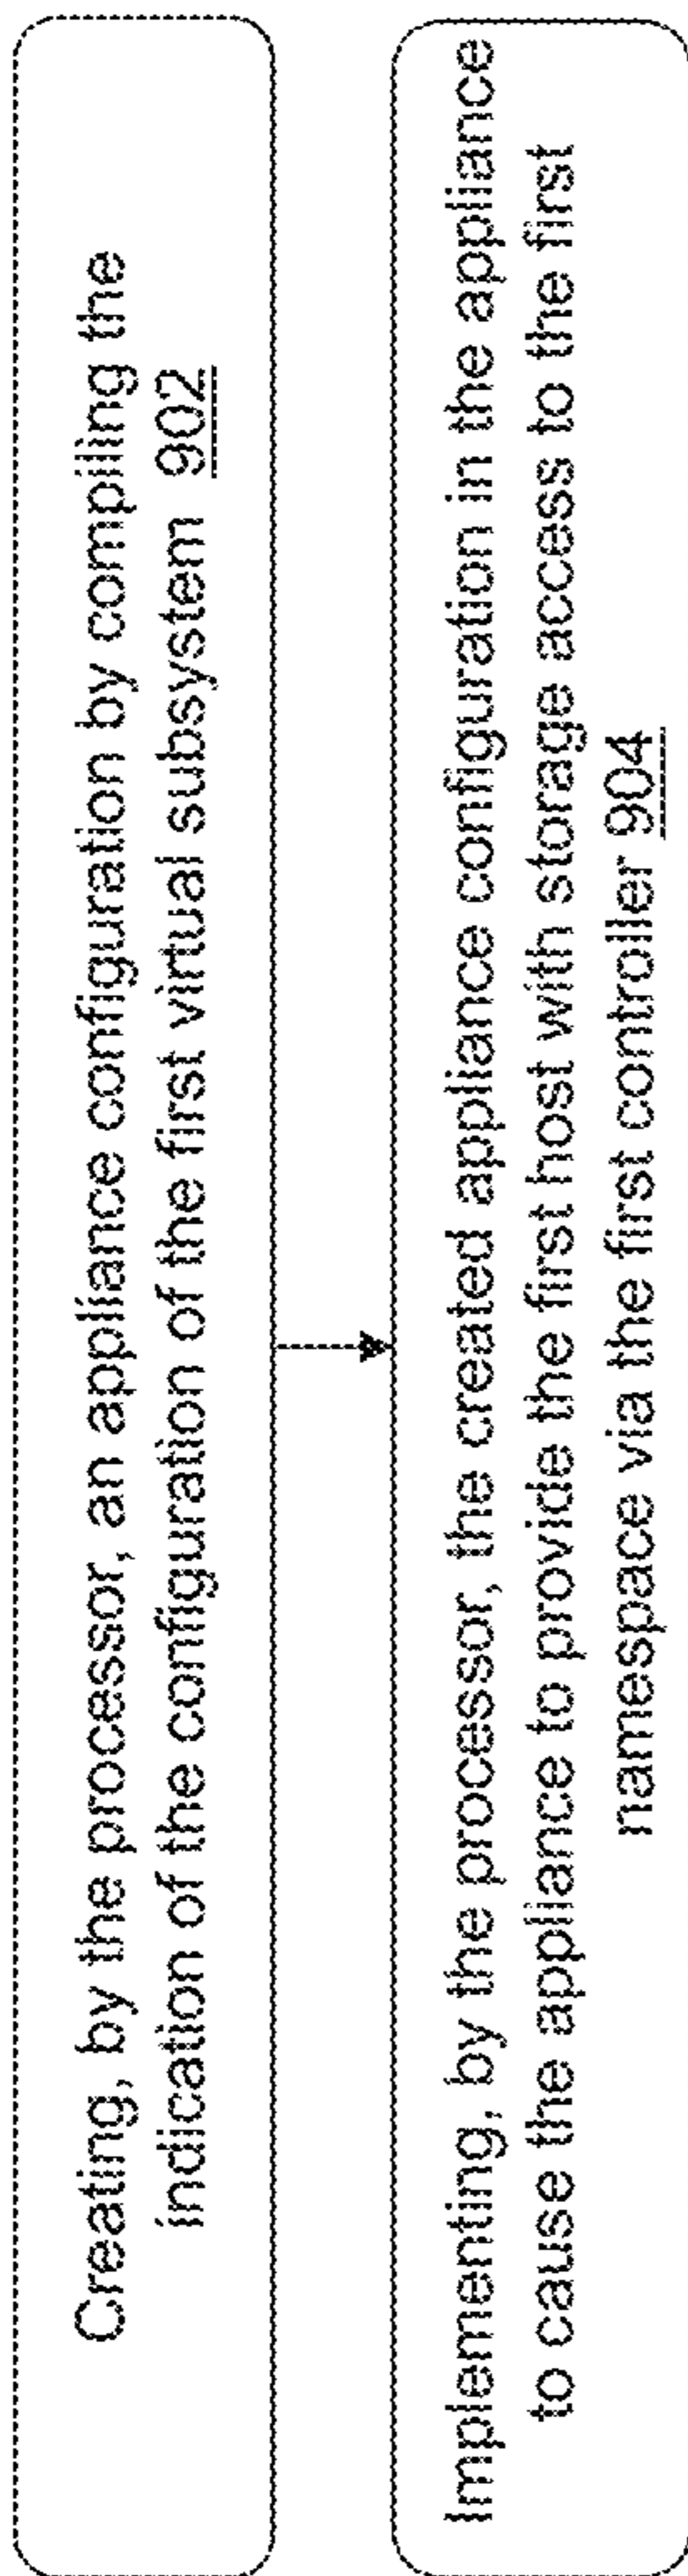 Creating, by the processor, an appliance configuration by compiling the
indication of the configuration of the first virtual subsystem 902
Implementing, by the processor, the created appliance configuration in the appliance
to cause the appliance to provide the first host with storage access to the first
namespace via the first controller 904